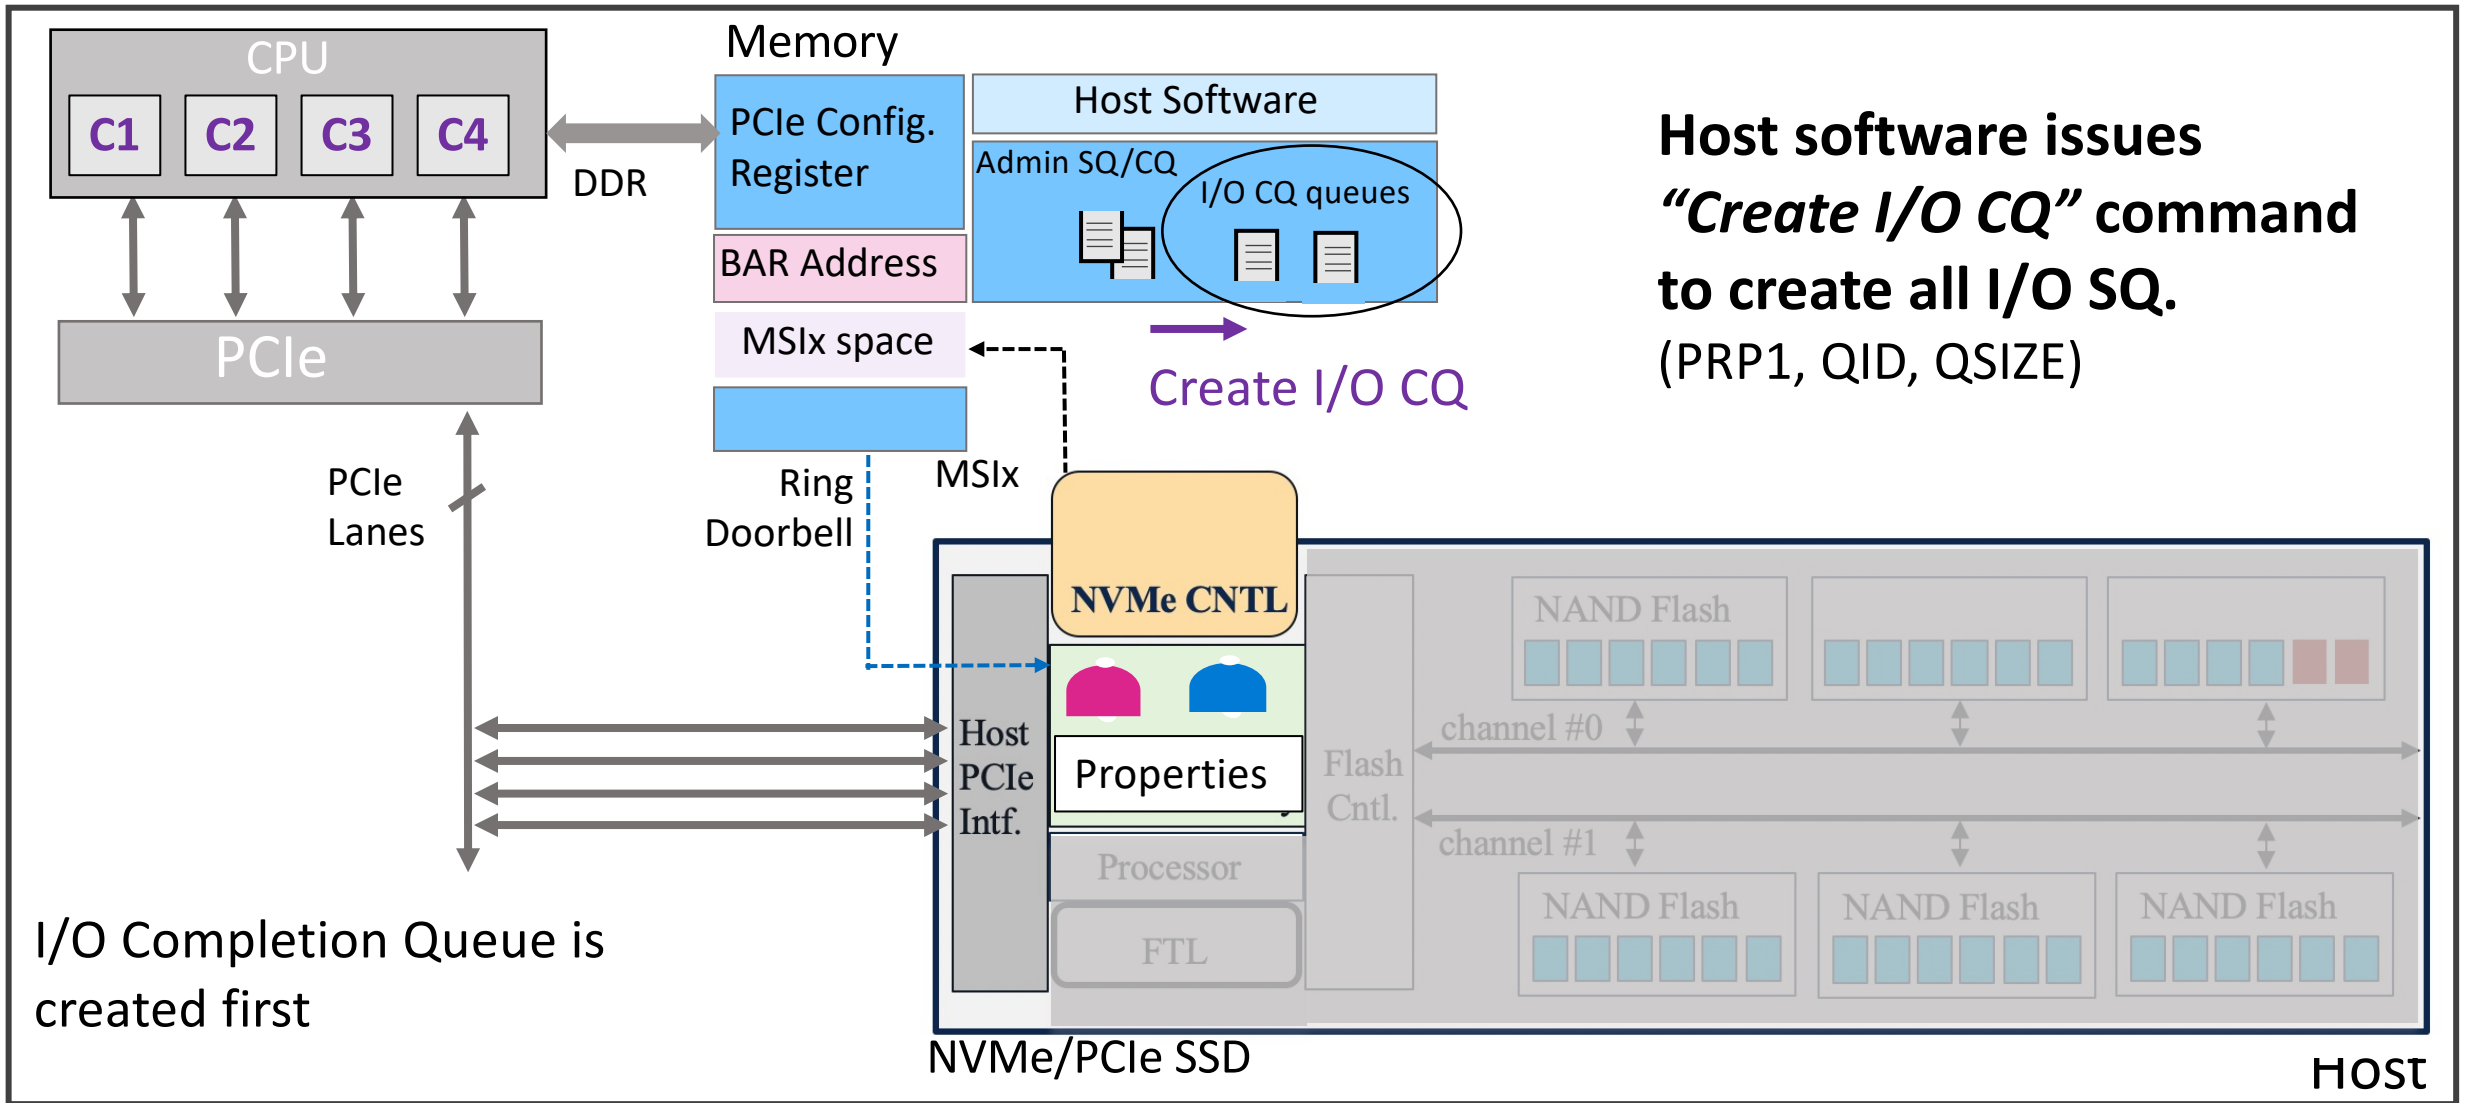 CPU
C1 C2 C3 C4
DDR
Memory
PCIe Config.
Register
BAR Address
MSIx space
Host Software
Admin SQ/CQ
I/O CQ queues
Create I/O CQ
Host software issues
“Create I/O CQ” command
to create all I/O SQ.
(PRP1, QID, QSIZE)
PCIe
PCIe
Lanes
Ring
Doorbell
MSIx
NVMe CNTL
Host
PCIe
Intf.
Properties
Processor
FTL
Flash
Cntl.
NAND Flash
channel #0
channel #1
NAND Flash
NAND Flash
NAND Flash
I/O Completion Queue is
created first
NVMe/PCIe SSD
Host